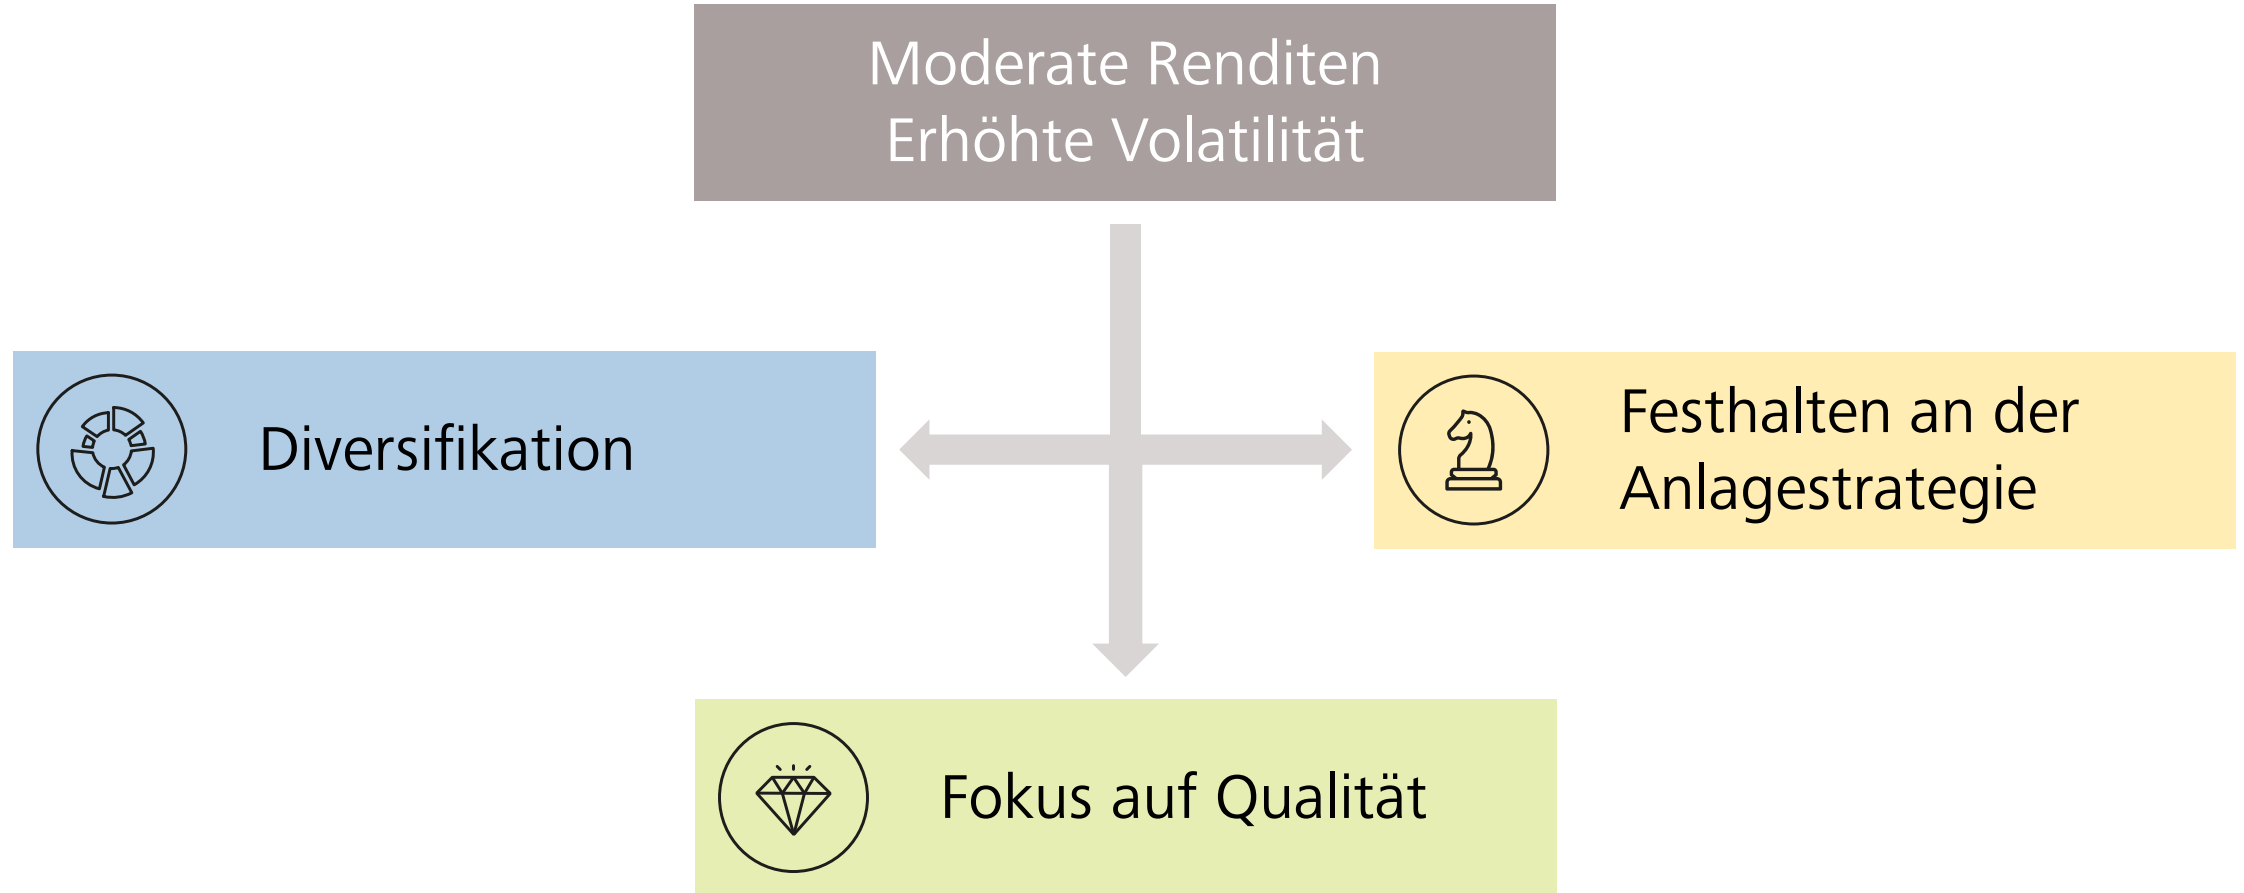 Moderate Renditen
Erhöhte Volatilität
Diversifikation
Festhalten an der
Anlagestrategie
Fokus auf Qualität